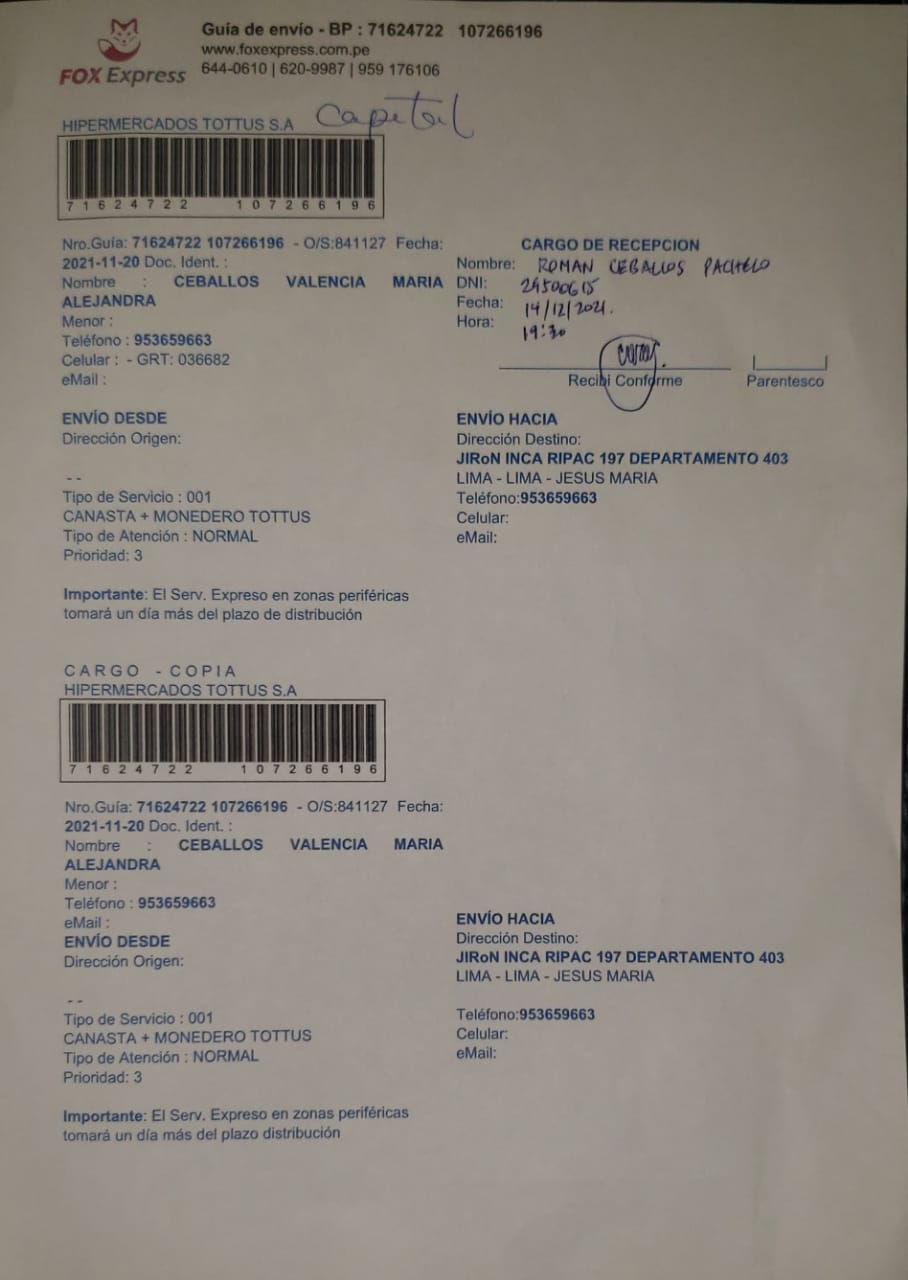 Guía de envío - BP : 71624722 107266196
www.foxexpress.com.pe
644-0610 | 620-9987 | 959 176106
FOX Express
HIPERMERCADOS TOTTUS S.A Capital
71624722 107266196
Nro.Guía: 71624722 107266196 - O/S:841127 Fecha:
2021-11-20 Doc. Ident. :
Nombre : CEBALLOS VALENCIA MARIA
ALEJANDRA
Menor :
Teléfono : 953659663
Celular : - GRT: 036682
eMail :
CARGO DE RECEPCION
Nombre: ROMAN CEBALLOS PACHECO
DNI: 29500615
Fecha: 14/12/2021.
Hora: 19:30
Recibi Conforme Parentesco
ENVÍO DESDE
Dirección Origen:
- -
Tipo de Servicio : 001
CANASTA + MONEDERO TOTTUS
Tipo de Atención : NORMAL
Prioridad: 3
ENVÍO HACIA
Dirección Destino:
JIRoN INCA RIPAC 197 DEPARTAMENTO 403
LIMA - LIMA - JESUS MARIA
Teléfono:953659663
Celular:
eMail:
Importante: El Serv. Expreso en zonas periféricas
tomará un día más del plazo de distribución
CARGO - COPIA
HIPERMERCADOS TOTTUS S.A
71624722 107266196
Nro.Guía: 71624722 107266196 - O/S:841127 Fecha:
2021-11-20 Doc. Ident. :
Nombre : CEBALLOS VALENCIA MARIA
ALEJANDRA
Menor :
Teléfono : 953659663
eMail :
ENVÍO DESDE
Dirección Origen:
- -
Tipo de Servicio : 001
CANASTA + MONEDERO TOTTUS
Tipo de Atención : NORMAL
Prioridad: 3
ENVÍO HACIA
Dirección Destino:
JIRoN INCA RIPAC 197 DEPARTAMENTO 403
LIMA - LIMA - JESUS MARIA
Teléfono:953659663
Celular:
eMail:
Importante: El Serv. Expreso en zonas periféricas
tomará un día más del plazo distribución